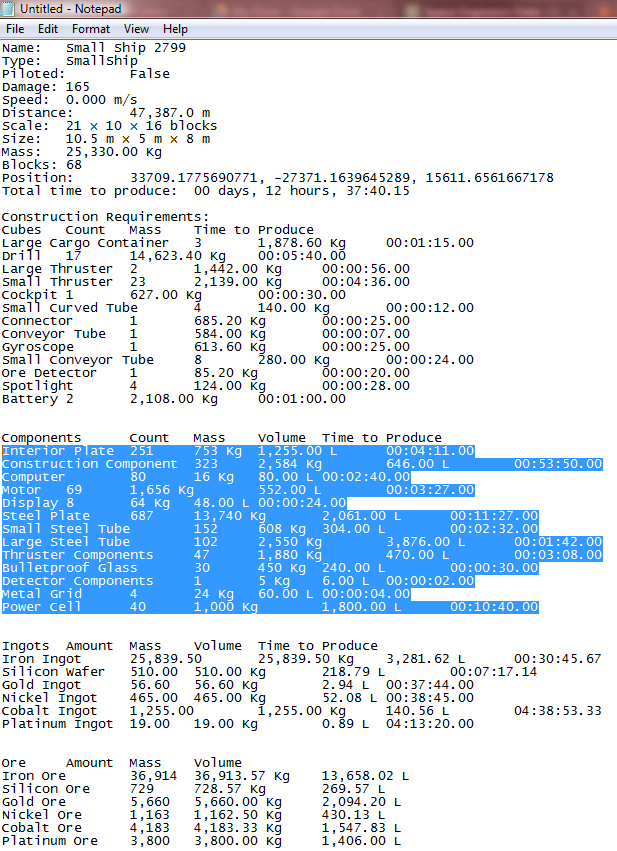 Untitled - Notepad
File Edit Format View Help
Name: Small Ship 2799
Type: SmallShip
Piloted: False
Damage: 165
Speed: 0.000 m/s
Distance: 47,387.0 m
Scale: 21 × 10 × 16 blocks
Size: 10.5 m × 5 m × 8 m
Mass: 25,330.00 Kg
Blocks: 68
Position: 33709.1775690771, -27371.1639645289, 15611.6561667178
Total time to produce: 00 days, 12 hours, 37:40.15
Construction Requirements:
Cubes Count Mass Time to Produce
Large Cargo Container 3 1,878.60 Kg 00:01:15.00
Drill 17 14,623.40 Kg 00:05:40.00
Large Thruster 2 1,442.00 Kg 00:00:56.00
Small Thruster 23 2,139.00 Kg 00:04:36.00
Cockpit 1 627.00 Kg 00:00:30.00
Small Curved Tube 4 140.00 Kg 00:00:12.00
Connector 1 685.20 Kg 00:00:25.00
Conveyor Tube 1 584.00 Kg 00:00:07.00
Gyroscope 1 613.60 Kg 00:00:25.00
Small Conveyor Tube 8 280.00 Kg 00:00:24.00
Ore Detector 1 85.20 Kg 00:00:20.00
Spotlight 4 124.00 Kg 00:00:28.00
Battery 2 2,108.00 Kg 00:01:00.00
Components Count Mass Volume Time to Produce
Interior Plate 251 753 Kg 1,255.00 L 00:04:11.00
Construction Component 323 2,584 Kg 646.00 L 00:53:50.00
Computer 80 16 Kg 80.00 L 00:02:40.00
Motor 69 1,656 Kg 552.00 L 00:03:27.00
Display 8 64 Kg 48.00 L 00:00:24.00
Steel Plate 687 13,740 Kg 2,061.00 L 00:11:27.00
Small Steel Tube 152 608 Kg 304.00 L 00:02:32.00
Large Steel Tube 102 2,550 Kg 3,876.00 L 00:01:42.00
Thruster Components 47 1,880 Kg 470.00 L 00:03:08.00
Bulletproof Glass 30 450 Kg 240.00 L 00:00:30.00
Detector Components 1 5 Kg 6.00 L 00:00:02.00
Metal Grid 4 24 Kg 60.00 L 00:00:04.00
Power Cell 40 1,000 Kg 1,800.00 L 00:10:40.00
Ingots Amount Mass Volume Time to Produce
Iron Ingot 25,839.50 25,839.50 Kg 3,281.62 L 00:30:45.67
Silicon Wafer 510.00 510.00 Kg 218.79 L 00:07:17.14
Gold Ingot 56.60 56.60 Kg 2.94 L 00:37:44.00
Nickel Ingot 465.00 465.00 Kg 52.08 L 00:38:45.00
Cobalt Ingot 1,255.00 1,255.00 Kg 140.56 L 04:38:53.33
Platinum Ingot 19.00 19.00 Kg 0.89 L 04:13:20.00
Ore Amount Mass Volume
Iron Ore 36,914 36,913.57 Kg 13,658.02 L
Silicon Ore 729 728.57 Kg 269.57 L
Gold Ore 5,660 5,660.00 Kg 2,094.20 L
Nickel Ore 1,163 1,162.50 Kg 430.13 L
Cobalt Ore 4,183 4,183.33 Kg 1,547.83 L
Platinum Ore 3,800 3,800.00 Kg 1,406.00 L